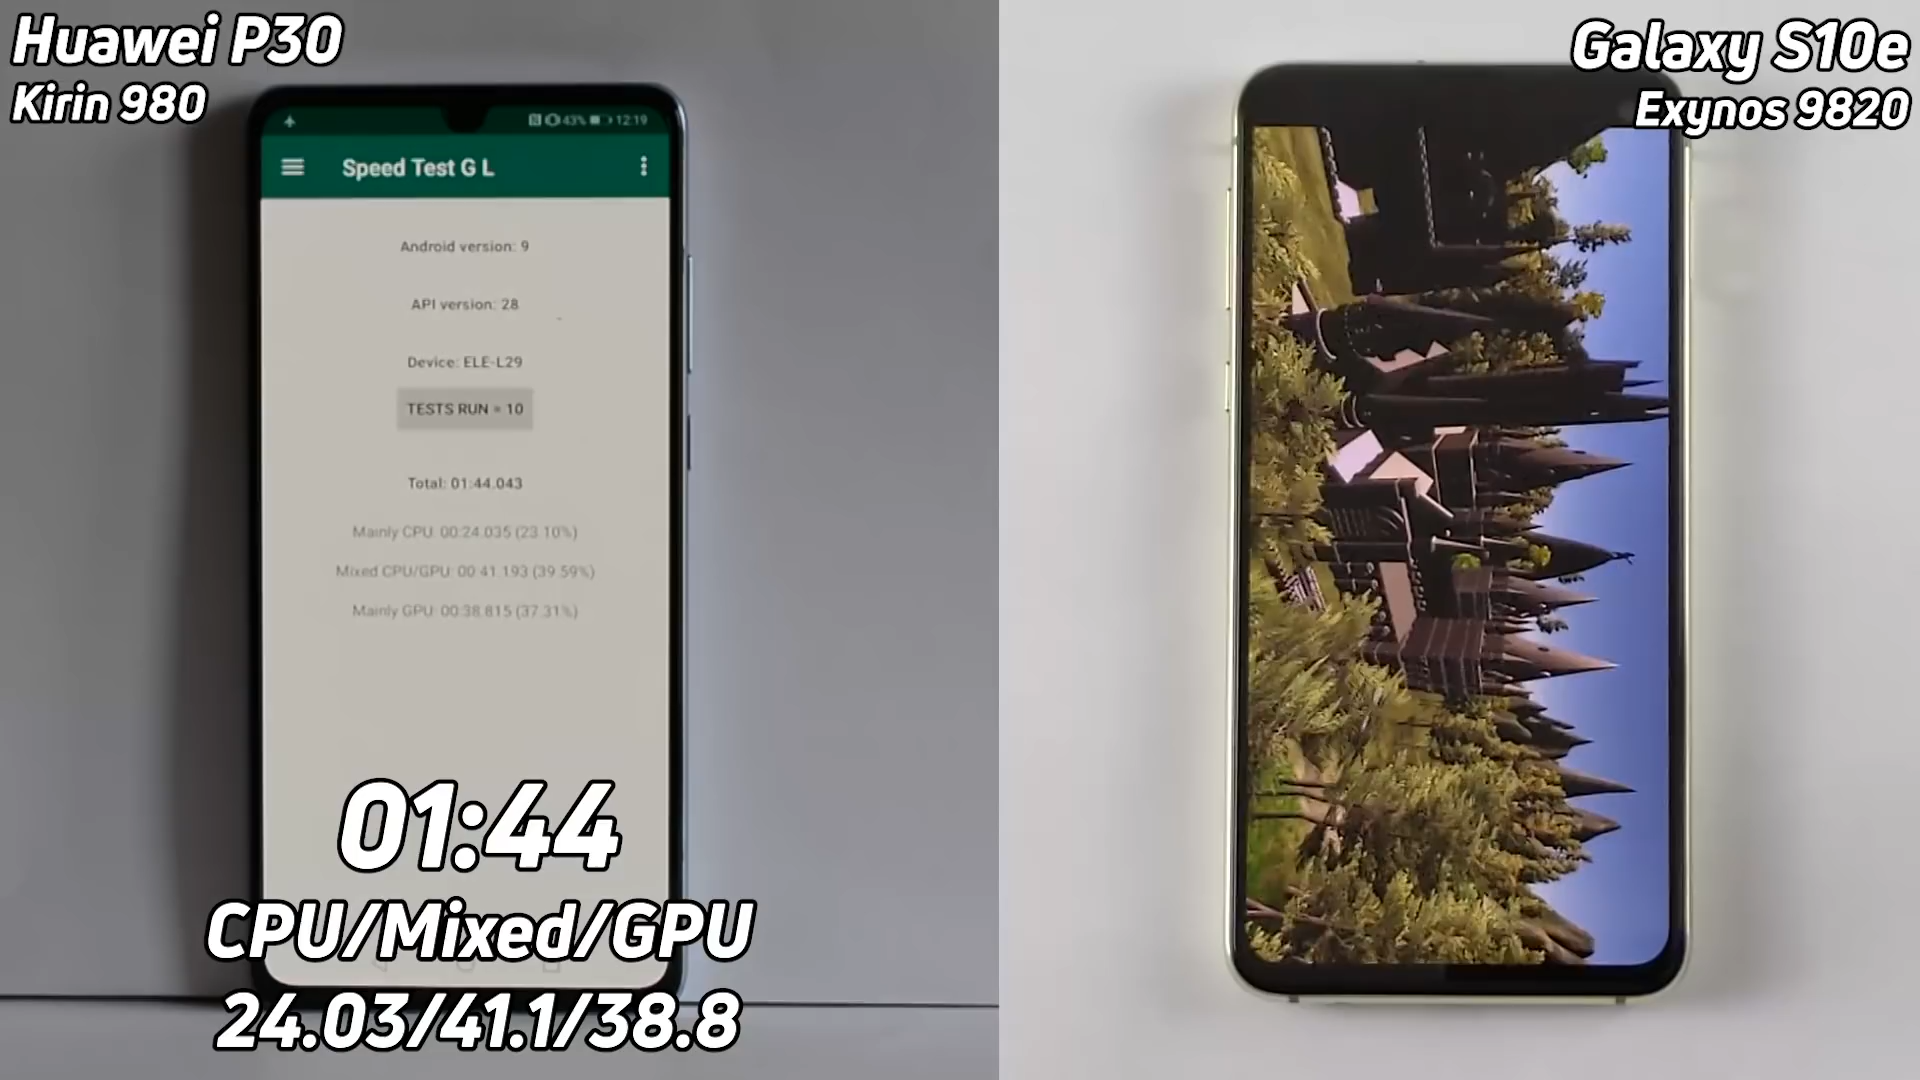 Huawei P30
Kirin 980
Galaxy S10e
Exynos 9820
43% 12:19
Speed Test G L
Android version: 9
API version: 28
Device: ELE-L29
TESTS RUN = 10
Total: 01:44.043
Mainly CPU: 00:24.035 (23.10%)
Mixed CPU/GPU: 00:41.193 (39.59%)
Mainly GPU: 00:38.815 (37.31%)
01:44
CPU/Mixed/GPU
24.03/41.1/38.8